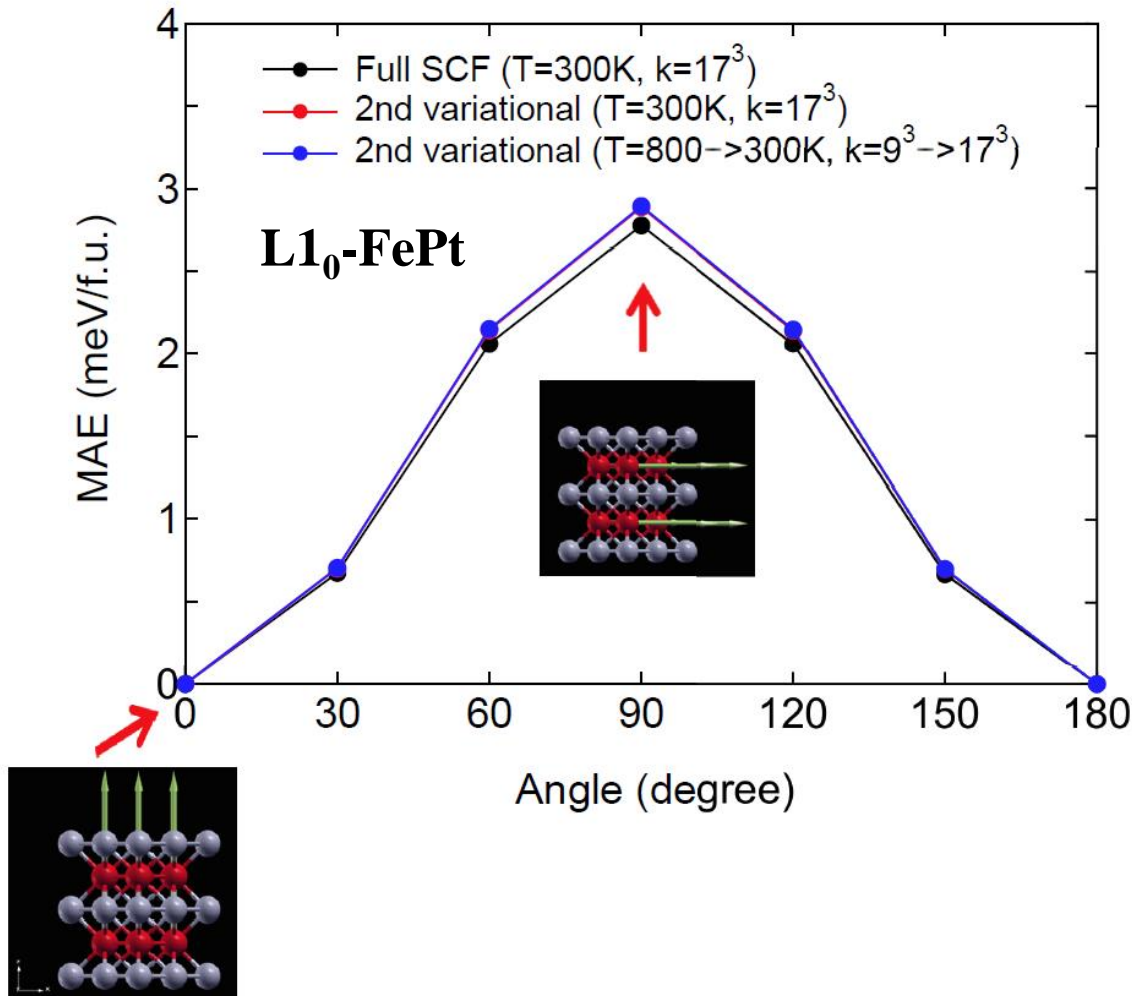 4
Full SCF (T=300K, k=17³)
2nd variational (T=300K, k=17³)
2nd variational (T=800->300K, k=9³->17³)
3
L1₀-FePt
MAE (meV/f.u.)
2
1
0
0 30 60 90 120 150 180
Angle (degree)